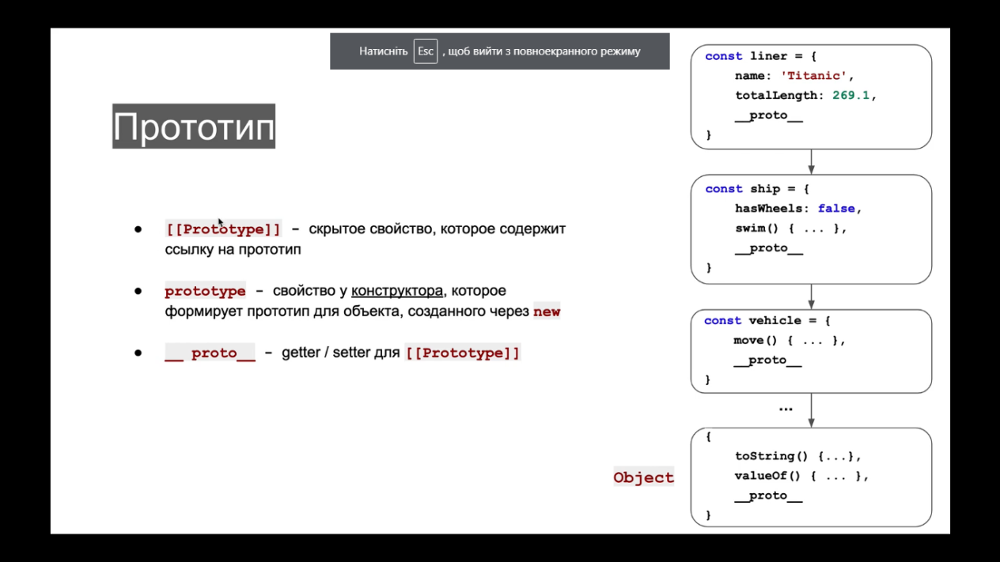 Натисніть Esc , щоб вийти з повноекранного режиму
Прототип
● [[Prototype]] – скрытое свойство, которое содержит
ссылку на прототип
● prototype – свойство у конструктора, которое
формирует прототип для объекта, созданного через new
● __ proto__ – getter / setter для [[Prototype]]
const liner = {
name: 'Titanic',
totalLength: 269.1,
__proto__
}
const ship = {
hasWheels: false,
swim() { ... },
__proto__
}
const vehicle = {
move() { ... },
__proto__
}
...
Object
{
toString() {...},
valueOf() { ... },
__proto__
}